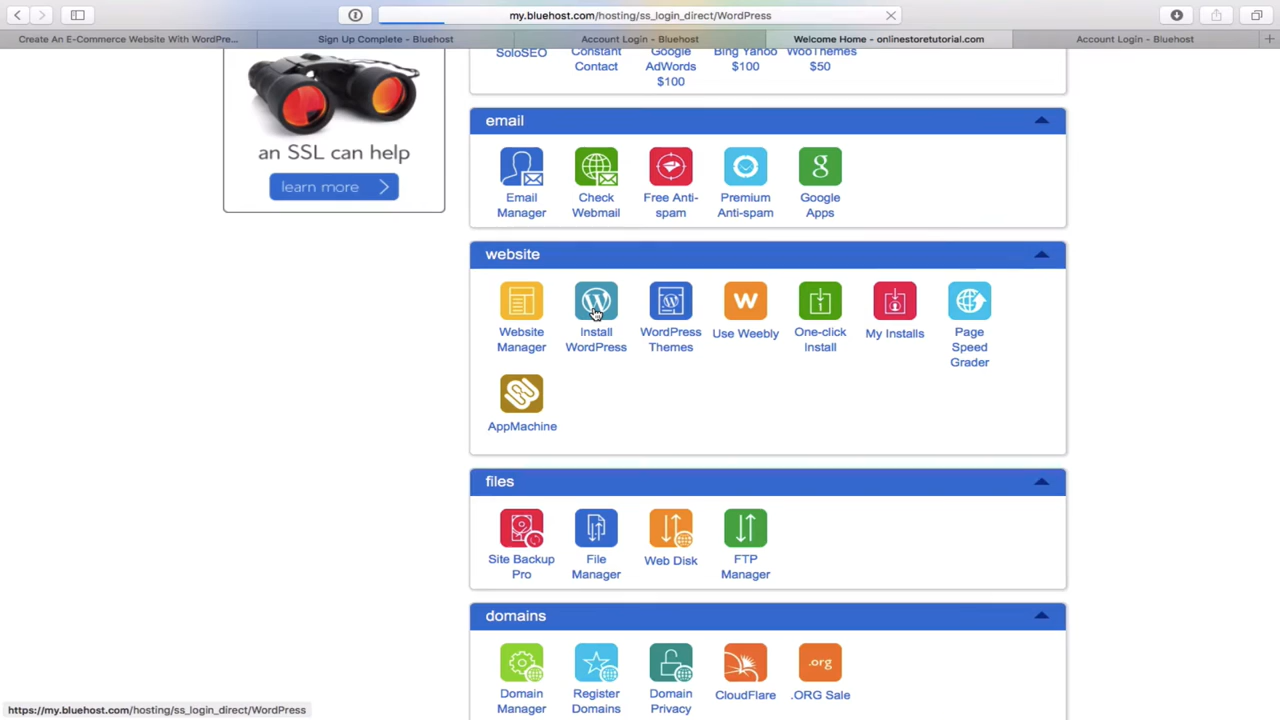 my.bluehost.com/hosting/ss_login_direct/WordPress
Create An E-Commerce Website With WordPre...
Sign Up Complete - Bluehost
Account Login - Bluehost
Welcome Home - onlinestoretutorial.com
Account Login - Bluehost
SoloSEO
Constant
Contact
Google
AdWords
$100
Bing Yahoo
$100
WooThemes
$50
an SSL can help
learn more
email
Email
Manager
Check
Webmail
Free Anti-
spam
Premium
Anti-spam
Google
Apps
website
Website
Manager
Install
WordPress
WordPress
Themes
Use Weebly
One-click
Install
My Installs
Page
Speed
Grader
AppMachine
files
Site Backup
Pro
File
Manager
Web Disk
FTP
Manager
domains
Domain
Manager
Register
Domains
Domain
Privacy
CloudFlare
.org
.ORG Sale
https://my.bluehost.com/hosting/ss_login_direct/WordPress